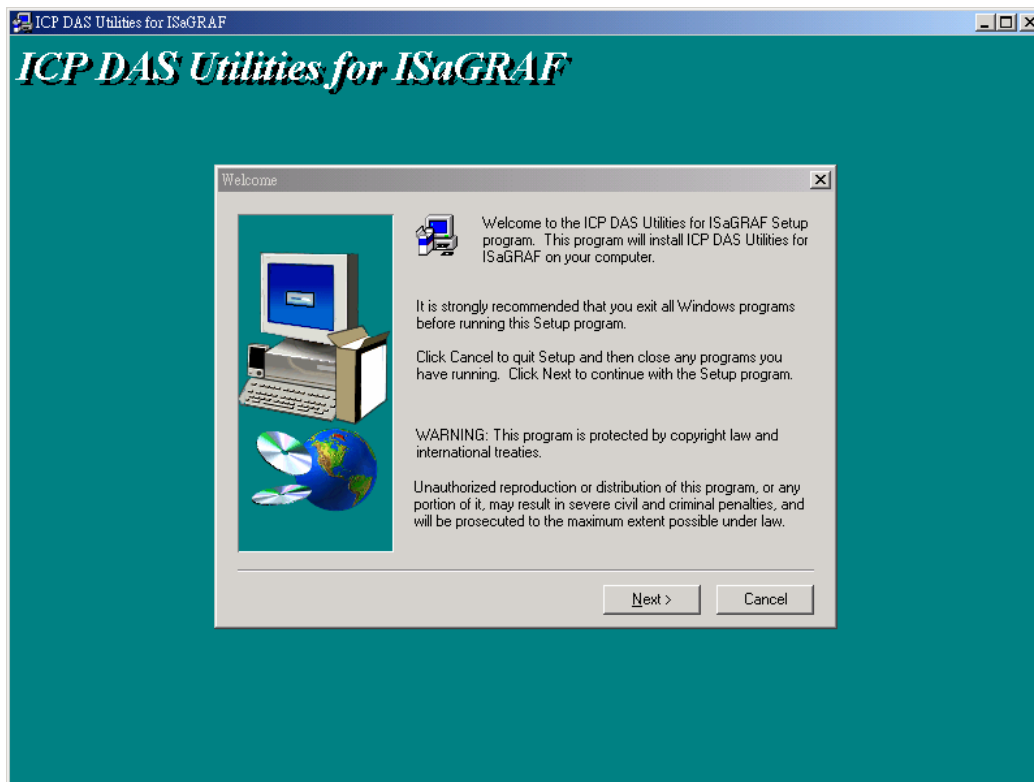 ICP DAS Utilities for ISaGRAF
ICP DAS Utilities for ISaGRAF
Welcome
Welcome to the ICP DAS Utilities for ISaGRAF Setup
program.  This program will install ICP DAS Utilities for
ISaGRAF on your computer.
It is strongly recommended that you exit all Windows programs
before running this Setup program.
Click Cancel to quit Setup and then close any programs you
have running.  Click Next to continue with the Setup program.
WARNING: This program is protected by copyright law and
international treaties.
Unauthorized reproduction or distribution of this program, or any
portion of it, may result in severe civil and criminal penalties, and
will be prosecuted to the maximum extent possible under law.
Next > Cancel